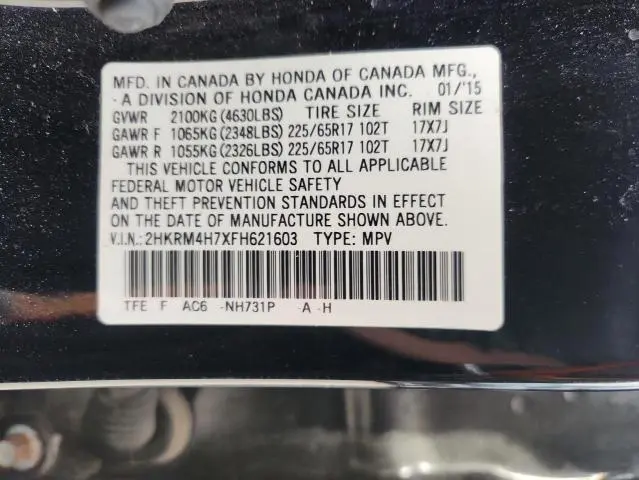 MFD. IN CANADA BY HONDA OF CANADA MFG.,
-A DIVISION OF HONDA CANADA INC. 01/'15
GVWR 2100KG(4630LBS) TIRE SIZE RIM SIZE
GAWR F 1065KG(2348LBS)225/65R17 102T 17X7J
GAWR R 1055KG(2326LBS)225/65R17 102T 17X7J
THIS VEHICLE CONFORMS TO ALL APPLICABLE
FEDERAL MOTOR VEHICLE SAFETY
AND THEFT PREVENTION STANDARDS IN EFFECT
ON THE DATE OF MANUFACTURE SHOWN ABOVE.
V.I.N.:2HKRM4H7XFH621603 TYPE: MPV
TFE F AC6 -NH731P -A -H